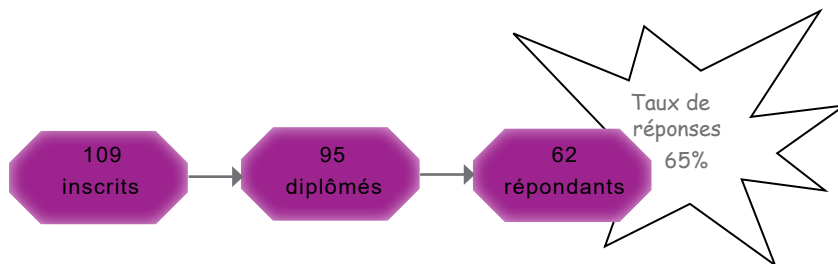 109
inscrits
95
diplômés
62
répondants
Taux de
réponses
65%